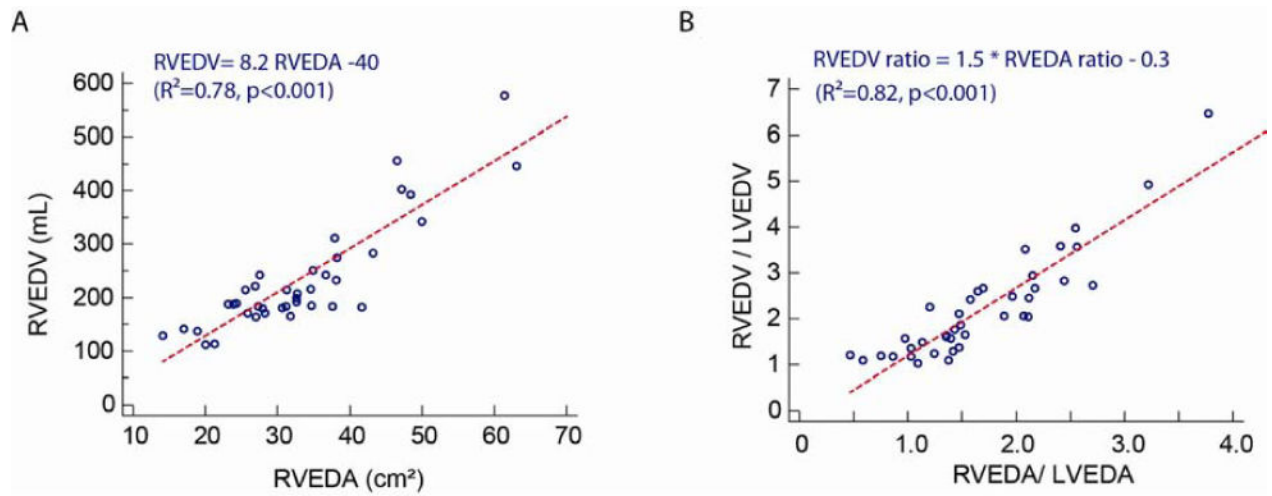 A
RVEDV= 8.2 RVEDA -40
(R²=0.78, p<0.001)
600
500
400
300
200
100
0
RVEDV (mL)
10 20 30 40 50 60 70
RVEDA (cm²)
B
RVEDV ratio = 1.5 * RVEDA ratio - 0.3
(R²=0.82, p<0.001)
7
6
5
4
3
2
1
0
RVEDV / LVEDV
0 1.0 2.0 3.0 4.0
RVEDA/ LVEDA